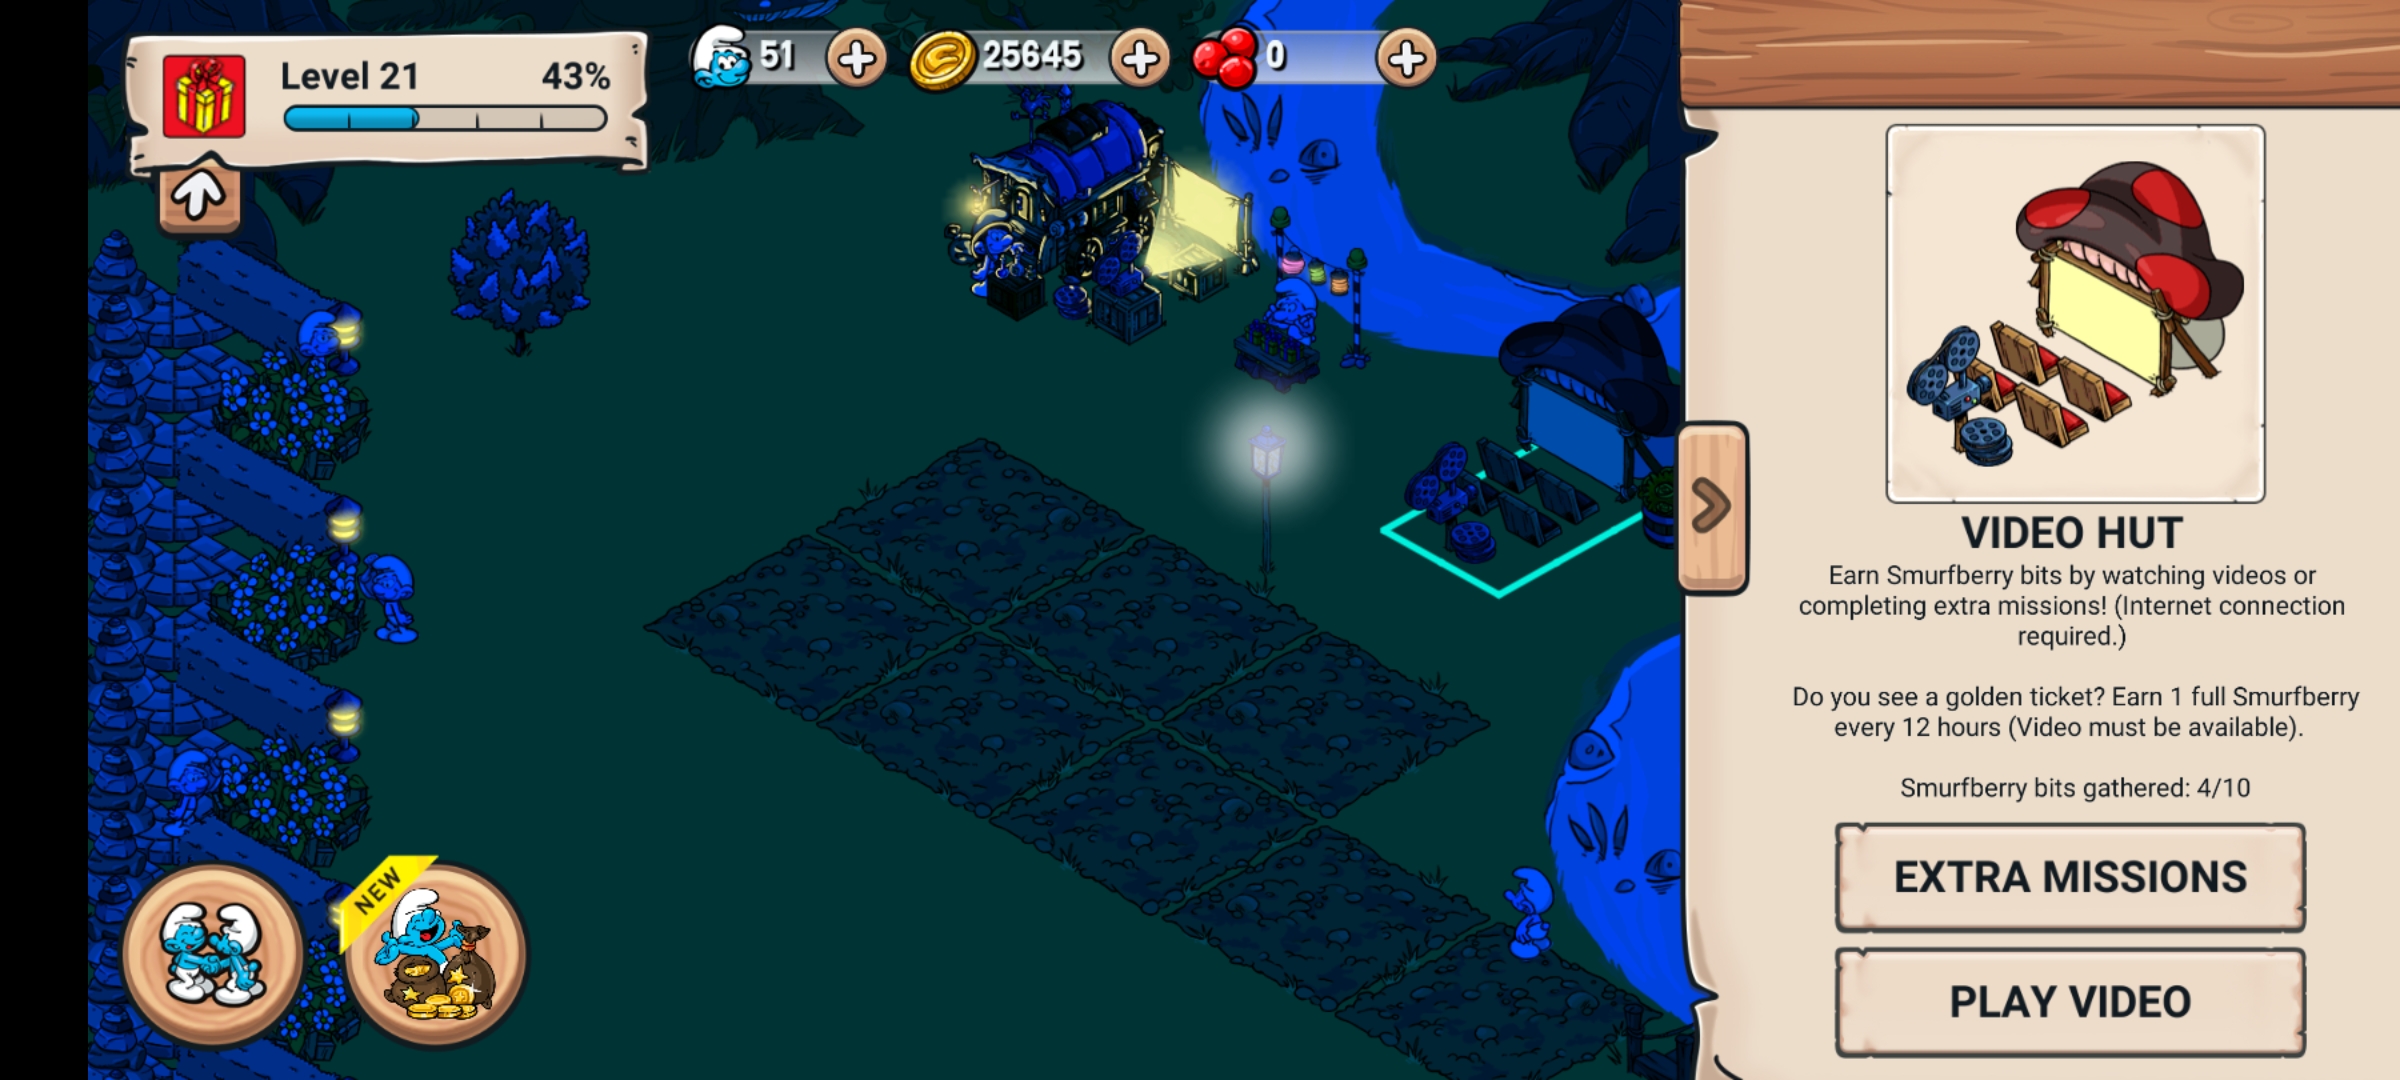 Level 21
43%
51
25645
0
VIDEO HUT
Earn Smurfberry bits by watching videos or
completing extra missions! (Internet connection
required.)
Do you see a golden ticket? Earn 1 full Smurfberry
every 12 hours (Video must be available).
Smurfberry bits gathered: 4/10
EXTRA MISSIONS
PLAY VIDEO
NEW